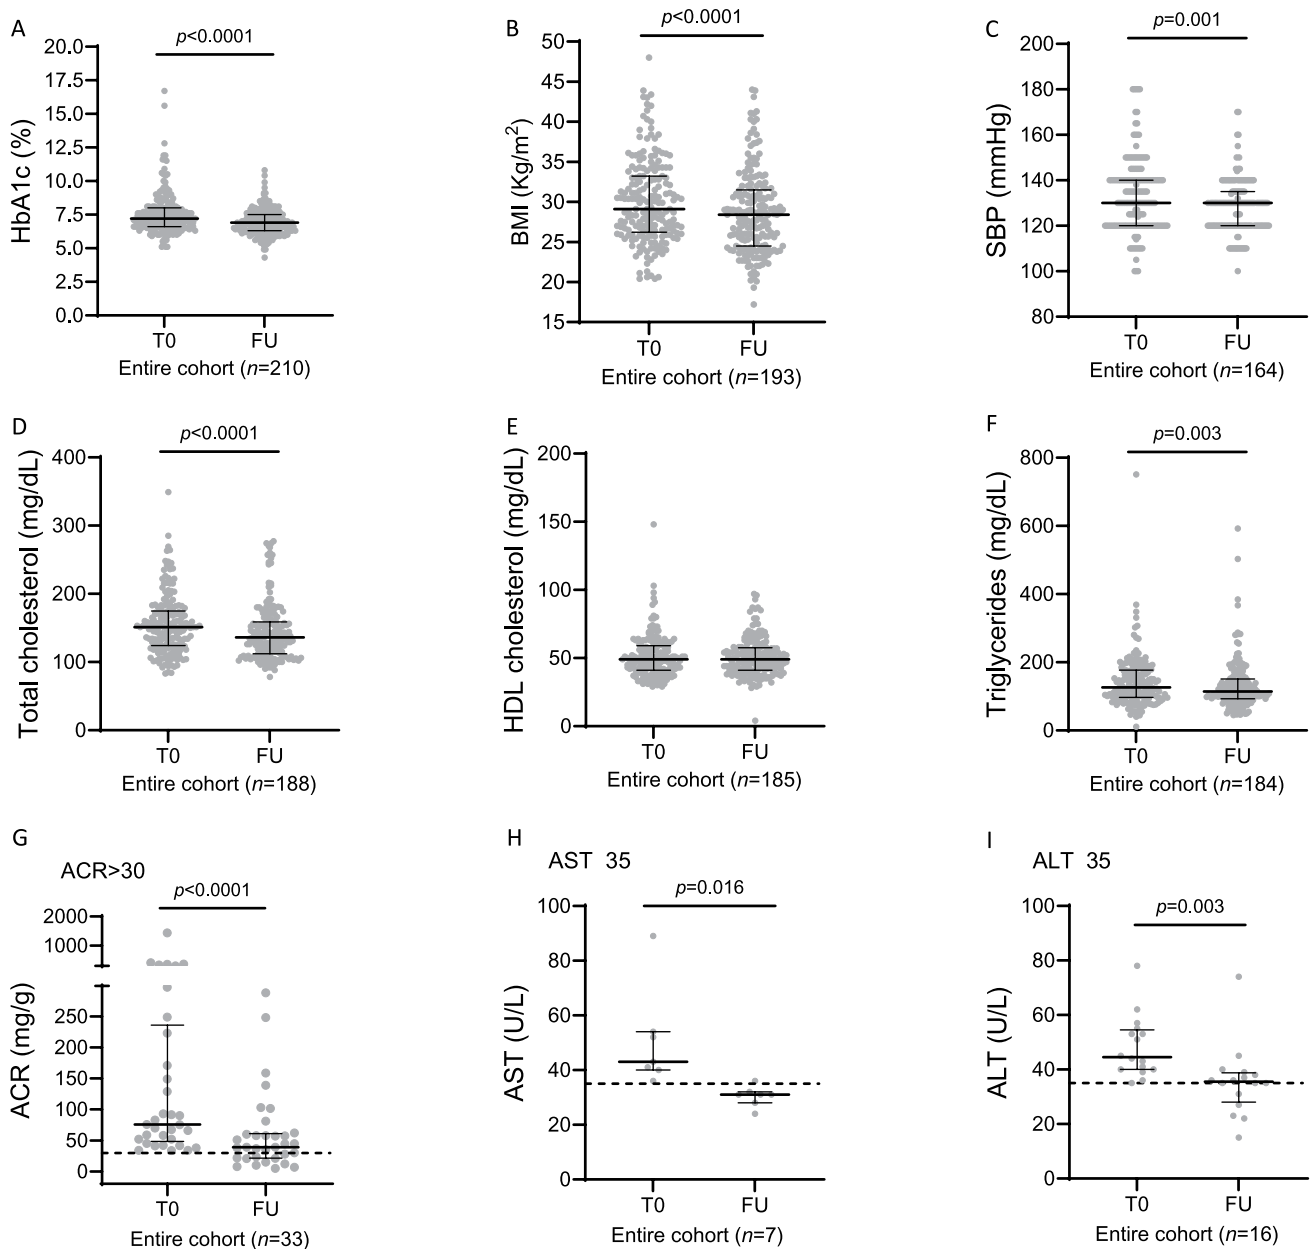 A
p<0.0001
HbA1c (%)
20.0
17.5
15.0
12.5
10.0
7.5
5.0
2.5
0.0
T0 FU
Entire cohort (n=210)
B
p<0.0001
BMI (Kg/m²)
50
45
40
35
30
25
20
15
T0 FU
Entire cohort (n=193)
C
p=0.001
SBP (mmHg)
200
180
160
140
120
100
80
T0 FU
Entire cohort (n=164)
D
p<0.0001
Total cholesterol (mg/dL)
400
300
200
100
0
T0 FU
Entire cohort (n=188)
E
HDL cholesterol (mg/dL)
200
150
100
50
0
T0 FU
Entire cohort (n=185)
F
p=0.003
Triglycerides (mg/dL)
800
600
400
200
0
T0 FU
Entire cohort (n=184)
G
ACR>30
p<0.0001
ACR (mg/g)
2000
1000
250
200
150
100
50
0
T0 FU
Entire cohort (n=33)
H
AST 35
p=0.016
AST (U/L)
100
80
60
40
20
0
T0 FU
Entire cohort (n=7)
I
ALT 35
p=0.003
ALT (U/L)
100
80
60
40
20
0
T0 FU
Entire cohort (n=16)